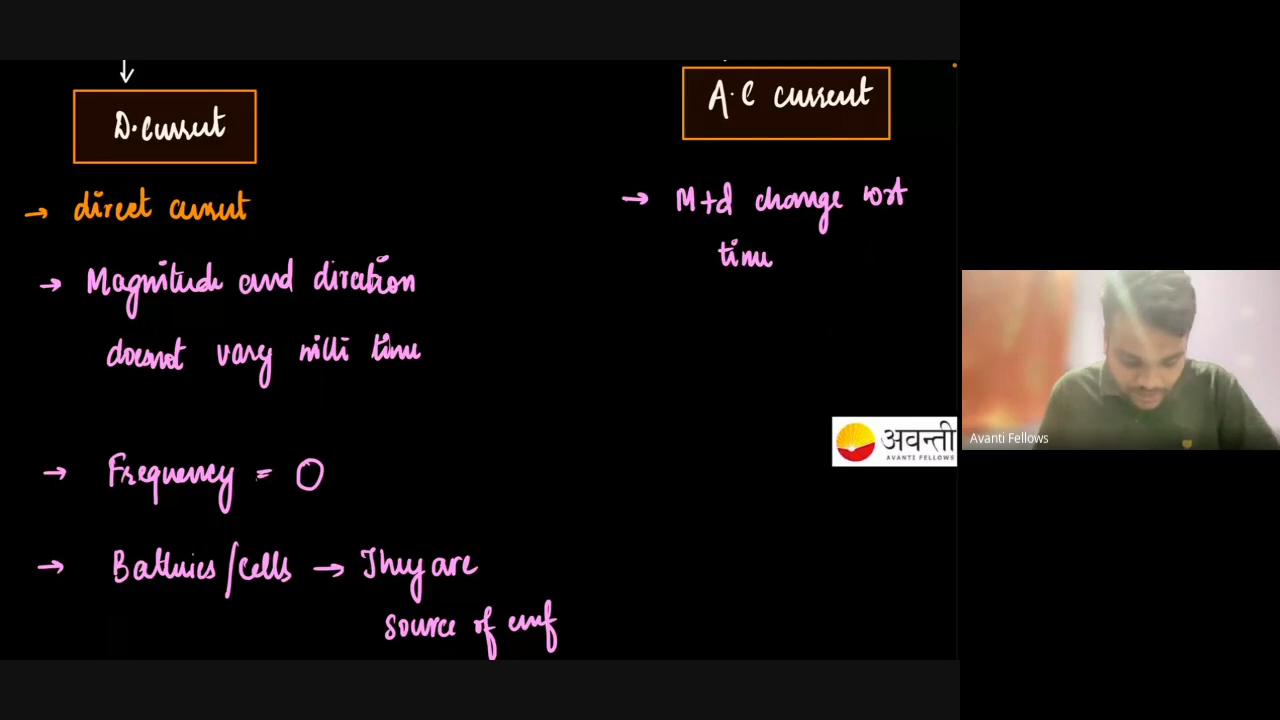 D.Current
→ direct current
→ Magnitude and direction
doesnot vary with time
→ Frequency = 0
→ Batteries/cells → They are
source of emf
A.C current
→ M+d change wrt
time
अवन्ती
AVANTI FELLOWS
Avanti Fellows